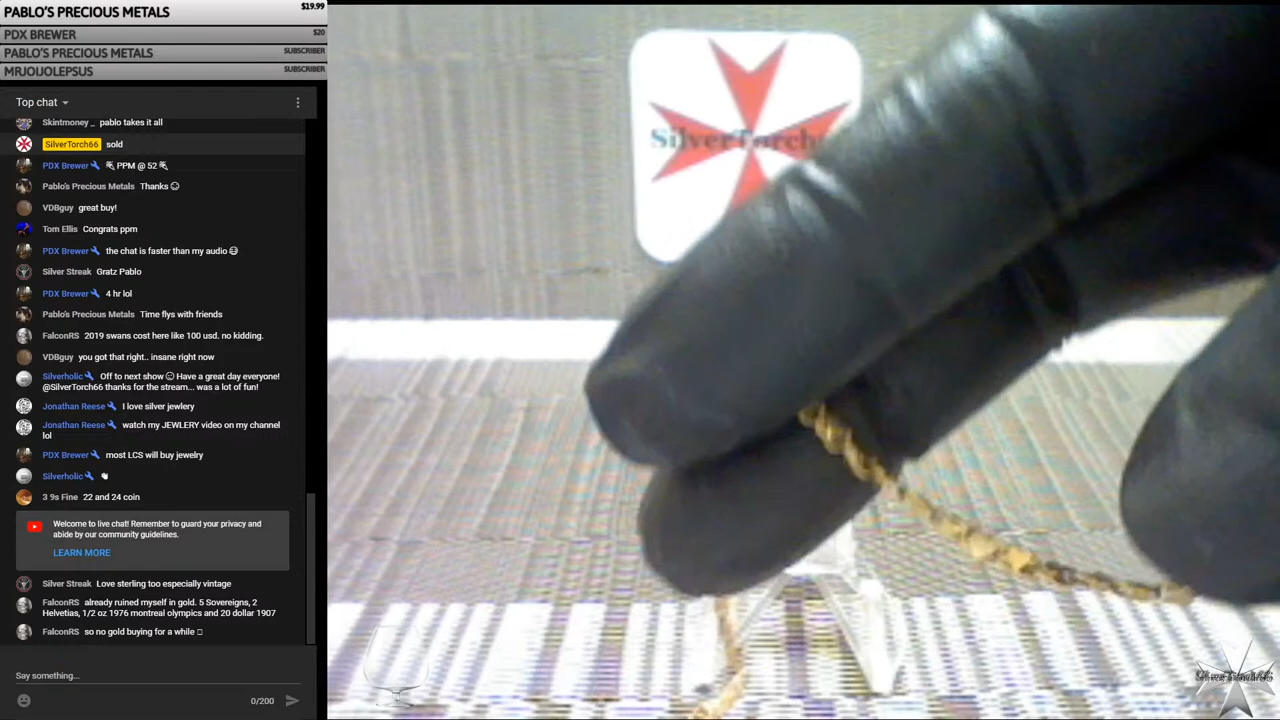 PABLO'S PRECIOUS METALS $19.99
PDX BREWER $20
PABLO'S PRECIOUS METALS SUBSCRIBER
MRJOIJOLEPSUS SUBSCRIBER
Top chat
Skintmoney _ pablo takes it all
SilverTorch66 sold
PDX Brewer PPM @ 52
Pablo's Precious Metals Thanks
VDBguy great buy!
Tom Ellis Congrats ppm
PDX Brewer the chat is faster than my audio
Silver Streak Gratz Pablo
PDX Brewer 4 hr lol
Pablo's Precious Metals Time flys with friends
FalconRS 2019 swans cost here like 100 usd. no kidding.
VDBguy you got that right.. insane right now
Silverholic Off to next show Have a great day everyone!
@SilverTorch66 thanks for the stream... was a lot of fun!
Jonathan Reese I love silver jewlery
Jonathan Reese watch my JEWLERY video on my channel
lol
PDX Brewer most LCS will buy jewelry
Silverholic
3 9s Fine 22 and 24 coin
Welcome to live chat! Remember to guard your privacy and
abide by our community guidelines.
LEARN MORE
Silver Streak Love sterling too especially vintage
FalconRS already ruined myself in gold. 5 Sovereigns, 2
Helvetias, 1/2 oz 1976 montreal olympics and 20 dollar 1907
FalconRS so no gold buying for a while
Say something...
0/200
SilverTorch
SilverTorch66